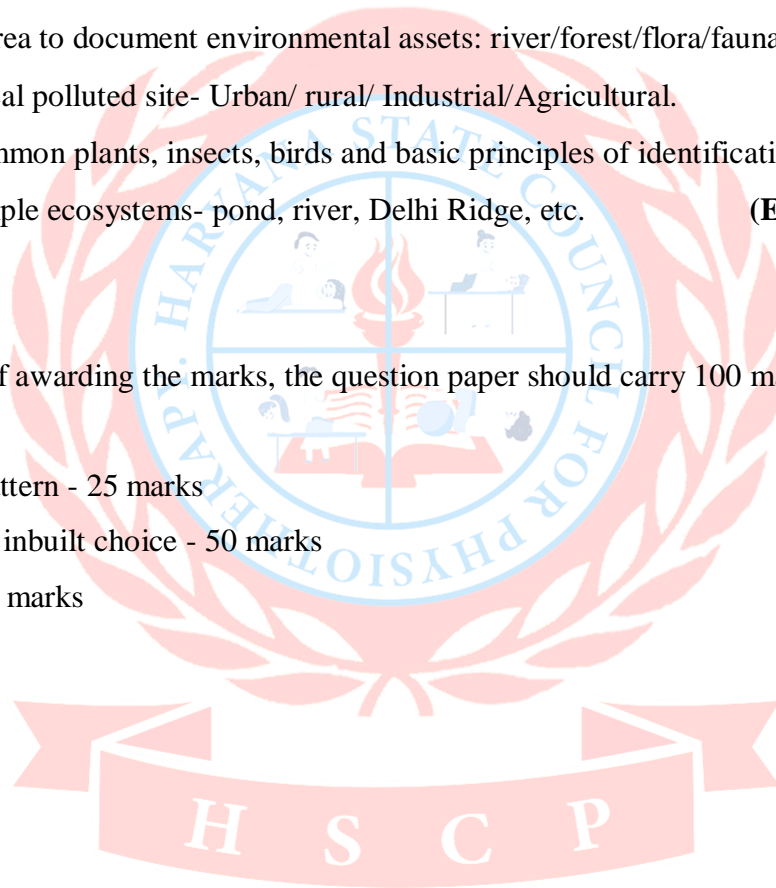 rea to document environmental assets: river/forest/flora/fauna
al polluted site- Urban/ rural/ Industrial/Agricultural.
mmon plants, insects, birds and basic principles of identificati
ple ecosystems- pond, river, Delhi Ridge, etc. (E
f awarding the marks, the question paper should carry 100 m
ttern - 25 marks
inbuilt choice - 50 marks
marks
HARYANA STATE COUNCIL FOR PHYSIOTHERAPY.
H S C P